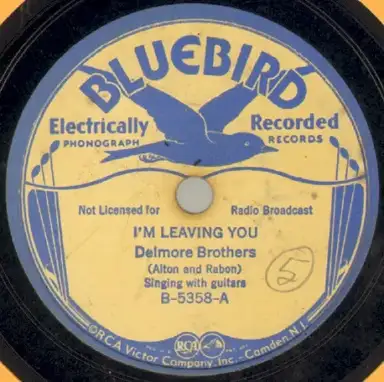 BLUEBIRD
Electrically Recorded
PHONOGRAPH RECORDS
Not Licensed for Radio Broadcast
I'M LEAVING YOU
Delmore Brothers
(Alton and Rabon)
Singing with guitars
B-5358-A
5
RCA
©RCA Victor Company, Inc.-Camden, N.J.